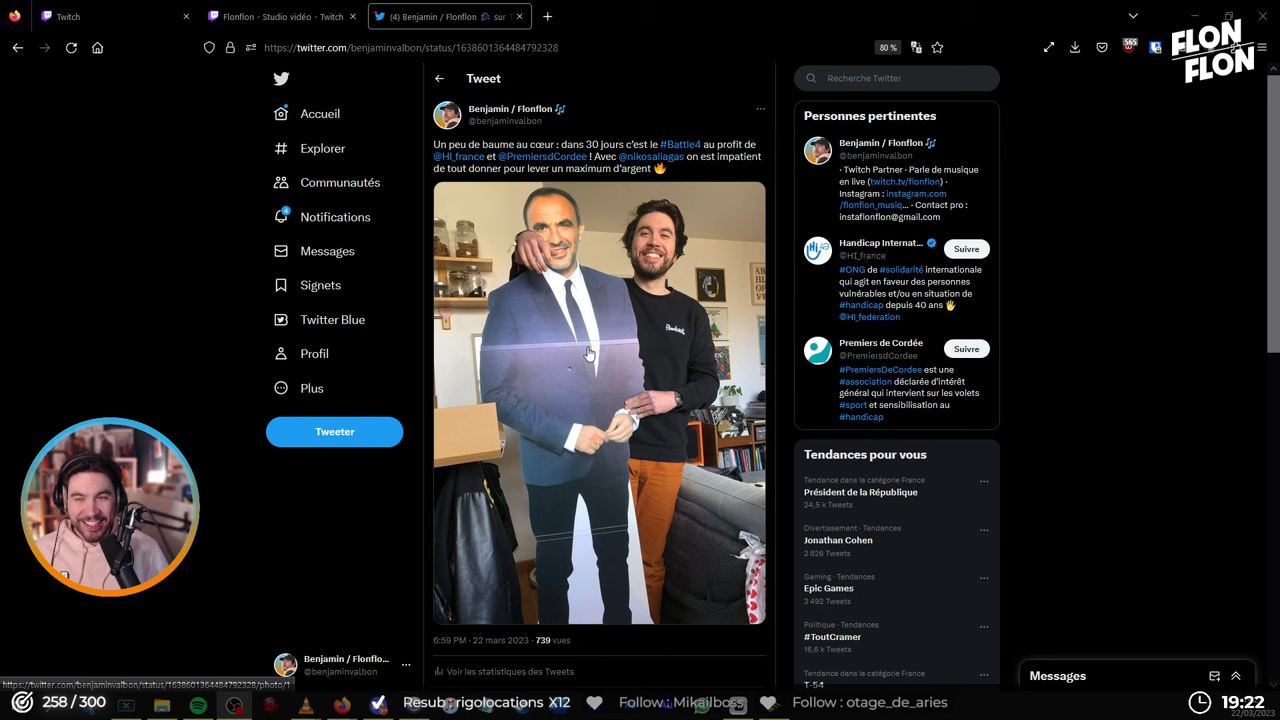 Twitch
Flonflon - Studio vidéo - Twitch
(4) Benjamin / Flonflon sur
https://twitter.com/benjaminvalbon/status/1638601364484792328
80 %
565
FLON
FLON
Tweet
Recherche Twitter
Accueil
Explorer
Communautés
4
Notifications
Messages
Signets
Twitter Blue
Profil
Plus
Tweeter
Benjamin / Flonflon 🎶
@benjaminvalbon
Un peu de baume au cœur : dans 30 jours c'est le #Battle4 au profit de
@HI_france et @PremiersdCordee ! Avec @nikosaliagas on est impatient
de tout donner pour lever un maximum d'argent 🔥
6:59 PM · 22 mars 2023 · 739 vues
Voir les statistiques des Tweets
Personnes pertinentes
Benjamin / Flonflon 🎶
@benjaminvalbon
· Twitch Partner · Parle de musique
en live (twitch.tv/flonflon) ·
Instagram : instagram.com
/flonflon_musiq... · Contact pro :
instaflonflon@gmail.com
Handicap Internat...
Suivre
@HI_france
#ONG de #solidarité internationale
qui agit en faveur des personnes
vulnérables et/ou en situation de
#handicap depuis 40 ans 🖐
@HI_federation
Premiers de Cordée
Suivre
@PremiersdCordee
#PremiersDeCordee est une
#association déclarée d'intérêt
général qui intervient sur les volets
#sport et sensibilisation au
#handicap
Tendances pour vous
Tendance dans la catégorie France
Président de la République
24,5 k Tweets
Divertissement · Tendances
Jonathan Cohen
2 826 Tweets
Gaming · Tendances
Epic Games
3 492 Tweets
Politique · Tendances
#ToutCramer
16,6 k Tweets
Tendance dans la catégorie France
T-54
Messages
Benjamin / Flonflo...
@benjaminvalbon
https://twitter.com/benjaminvalbon/status/1638601364484792328/photo/1
258 / 300
Resub : rigolocations X12
Follow : Mikailboss
Follow : otage_de_aries
19:22
22/03/2023